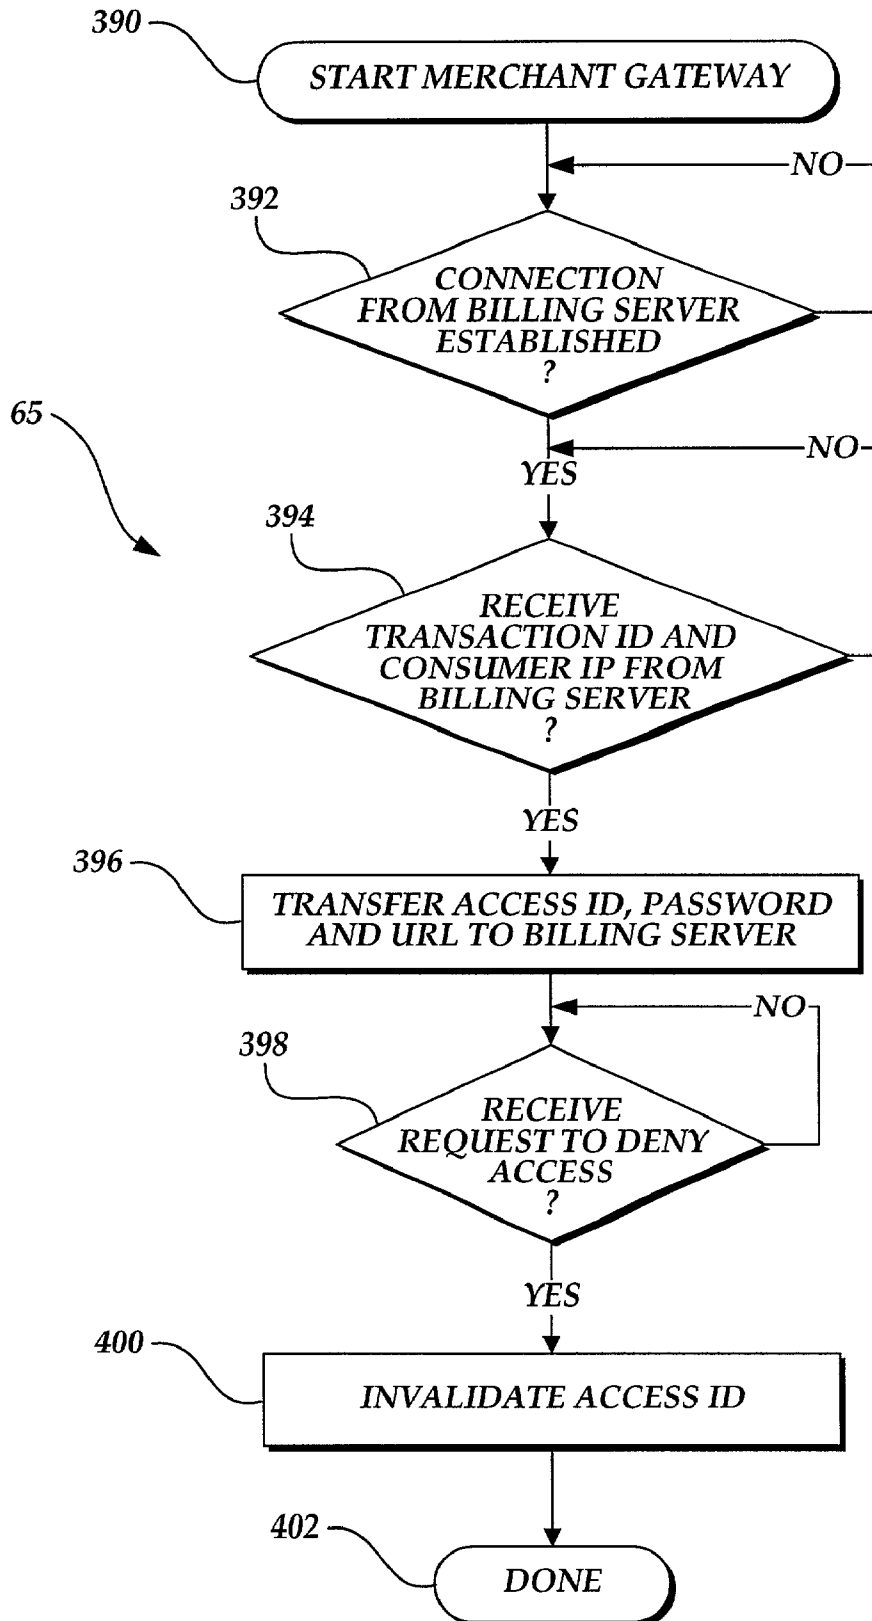 390
START MERCHANT GATEWAY
NO
392
CONNECTION
FROM BILLING SERVER
ESTABLISHED
?
65
NO
YES
394
RECEIVE
TRANSACTION ID AND
CONSUMER IP FROM
BILLING SERVER
?
YES
396
TRANSFER ACCESS ID, PASSWORD
AND URL TO BILLING SERVER
NO
398
RECEIVE
REQUEST TO DENY
ACCESS
?
YES
400
INVALIDATE ACCESS ID
402
DONE